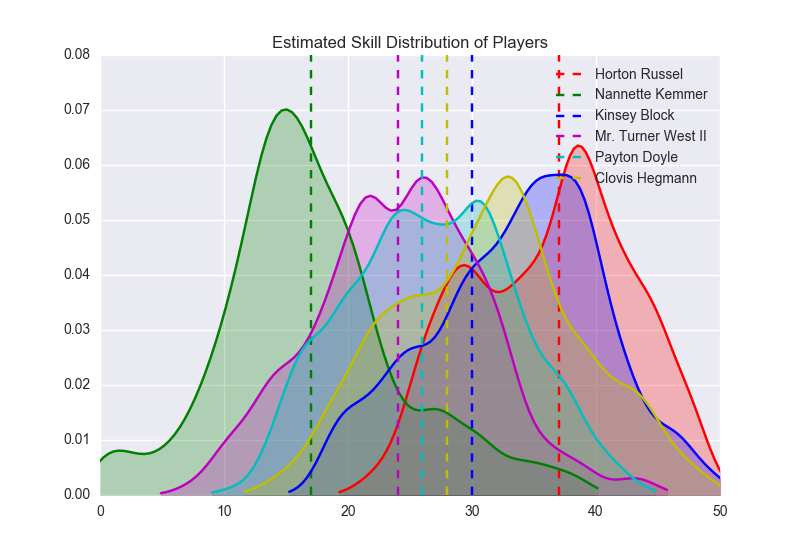 Estimated Skill Distribution of Players
0.08
0.07
0.06
0.05
0.04
0.03
0.02
0.01
0.00
0 10 20 30 40 50
Horton Russel
Nannette Kemmer
Kinsey Block
Mr. Turner West II
Payton Doyle
Clovis Hegmann